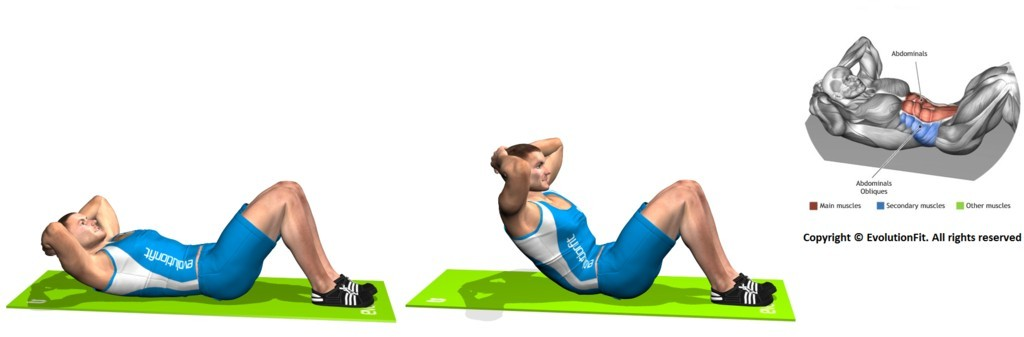 Abdominals
evolutionfit
evolutionfit
Abdominals
Obliques
Main muscles
Secondary muscles
Other muscles
Copyright © EvolutionFit. All rights reserved